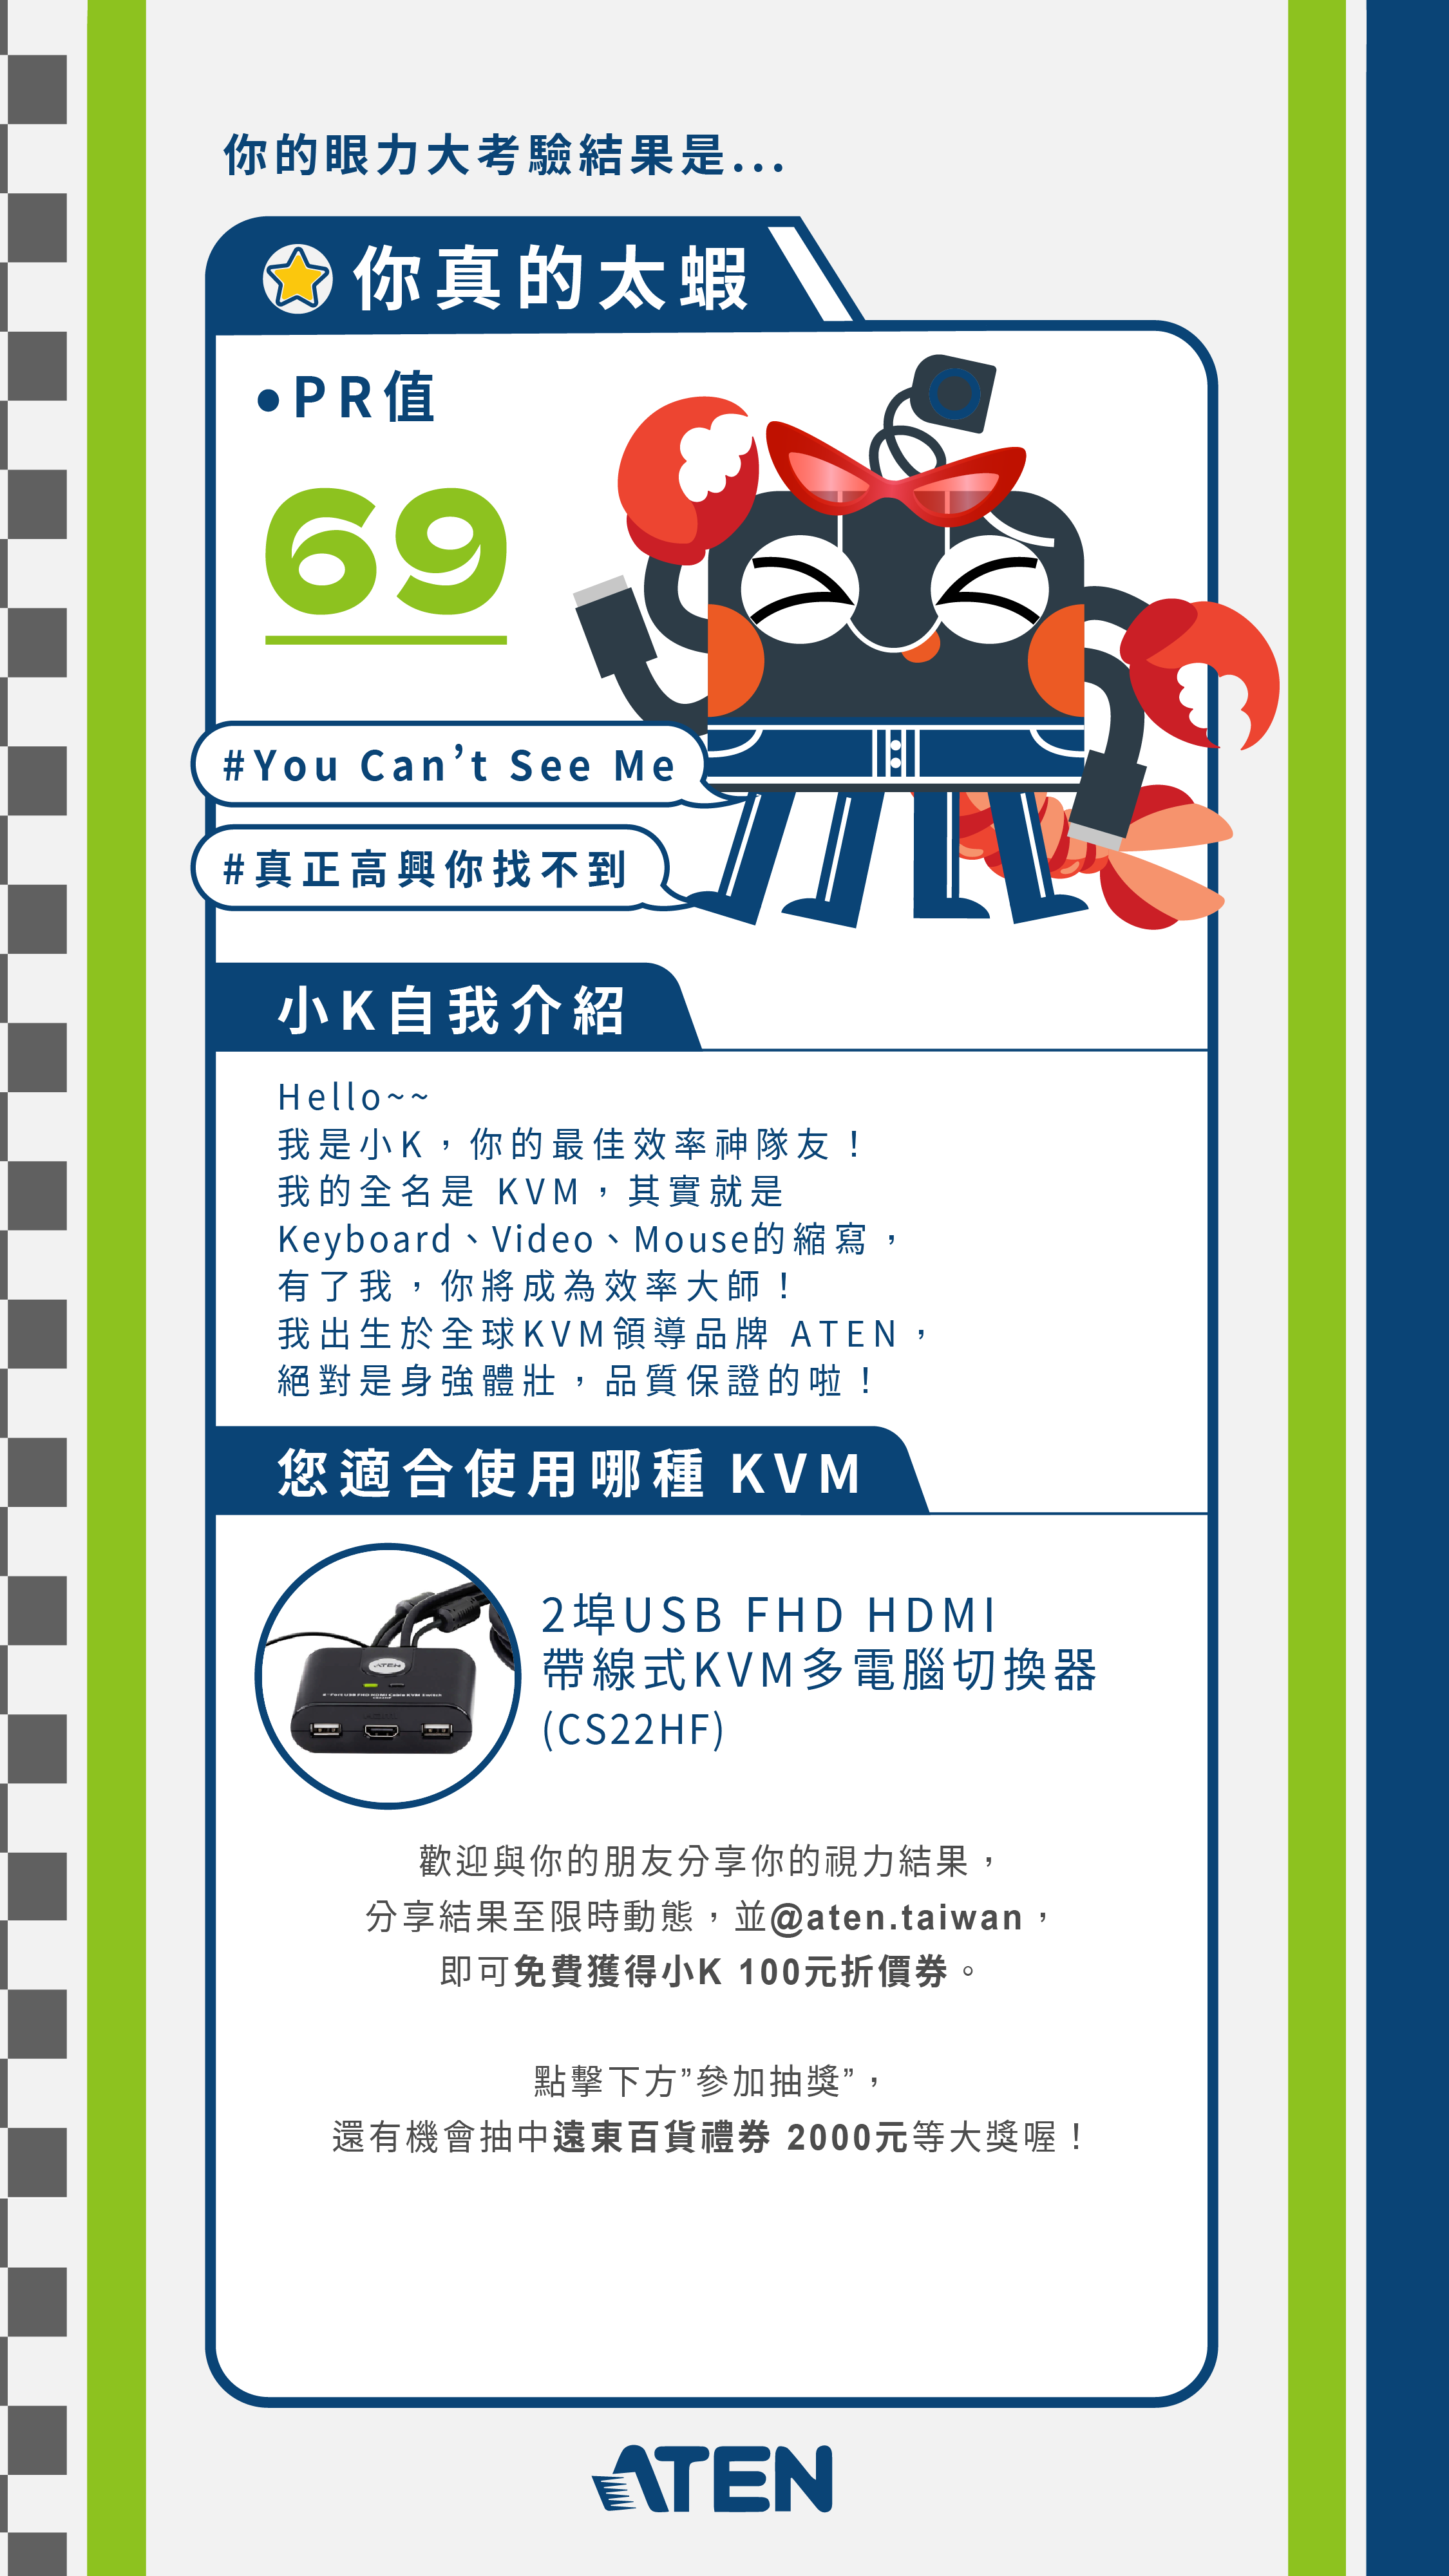 你的眼力大考驗結果是...
你真的太蝦
•PR值
69
#You Can’t See Me
#真正高興你找不到
小K自我介紹
Hello~~
我是小K，你的最佳效率神隊友！
我的全名是 KVM，其實就是
Keyboard、Video、Mouse的縮寫，
有了我，你將成為效率大師！
我出生於全球KVM領導品牌 ATEN，
絕對是身強體壯，品質保證的啦！
您適合使用哪種 KVM
ATEN
2埠USB FHD HDMI
帶線式KVM多電腦切換器
(CS22HF)
歡迎與你的朋友分享你的視力結果，
分享結果至限時動態，並@aten.taiwan，
即可免費獲得小K 100元折價券。
點擊下方”參加抽獎”，
還有機會抽中遠東百貨禮券 2000元等大獎喔！
ATEN